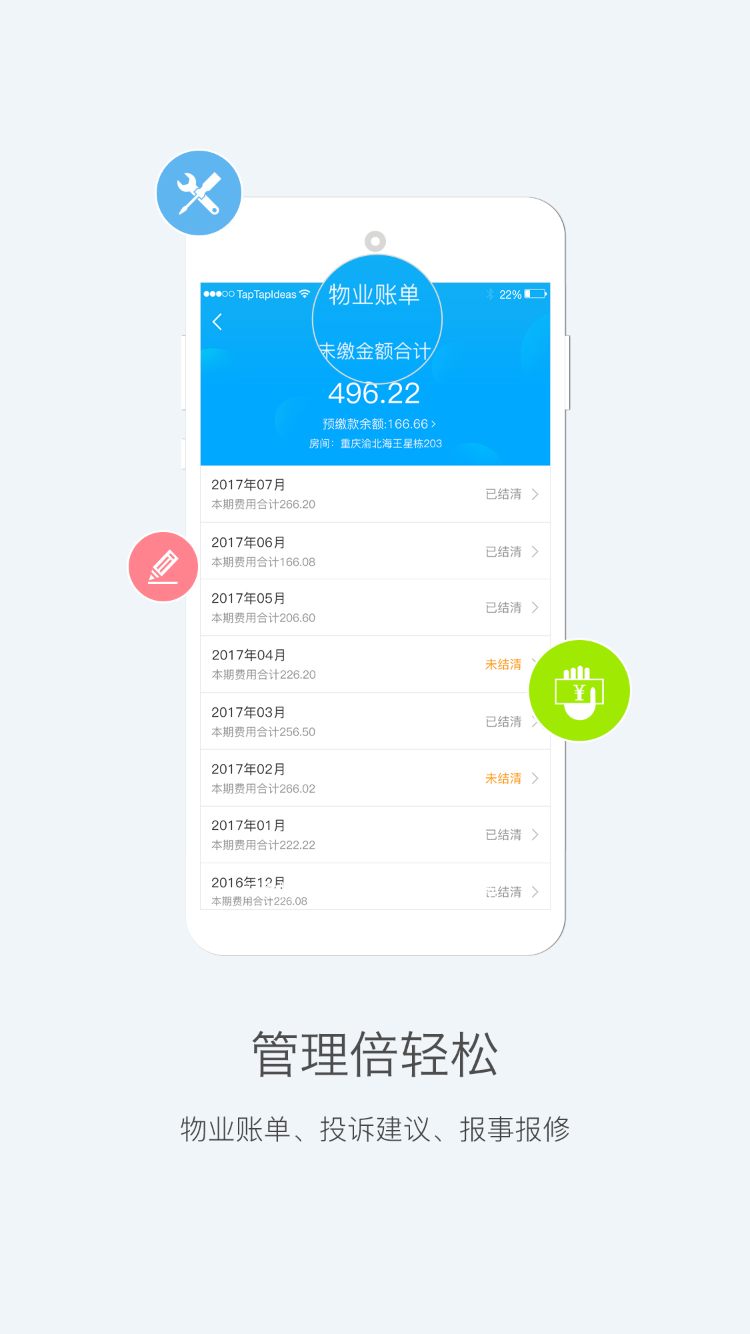 TapTapIdeas
22%
物业账单
未缴金额合计
496.22
预缴款余额:166.66
房间：重庆渝北海王星栋203
2017年07月
已结清
本期费用合计266.20
2017年06月
已结清
本期费用合计166.08
2017年05月
已结清
本期费用合计206.60
2017年04月
未结清
本期费用合计226.20
¥
2017年03月
已结清
本期费用合计256.50
2017年02月
未结清
本期费用合计266.02
2017年01月
已结清
本期费用合计222.22
2016年12月
已结清
本期费用合计226.08
管理倍轻松
物业账单、投诉建议、报事报修